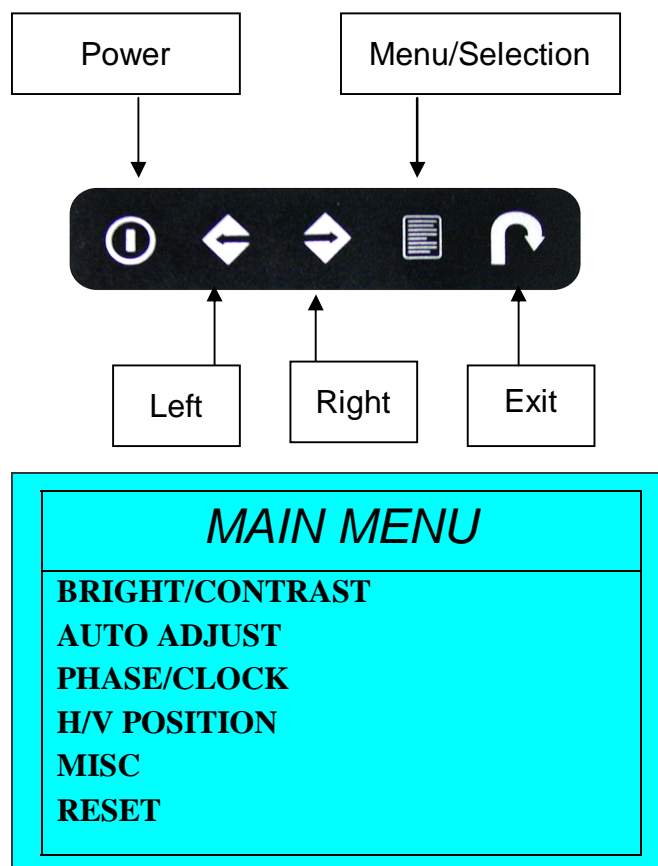 Power Menu/Selection
Left Right Exit
MAIN MENU
BRIGHT/CONTRAST
AUTO ADJUST
PHASE/CLOCK
H/V POSITION
MISC
RESET